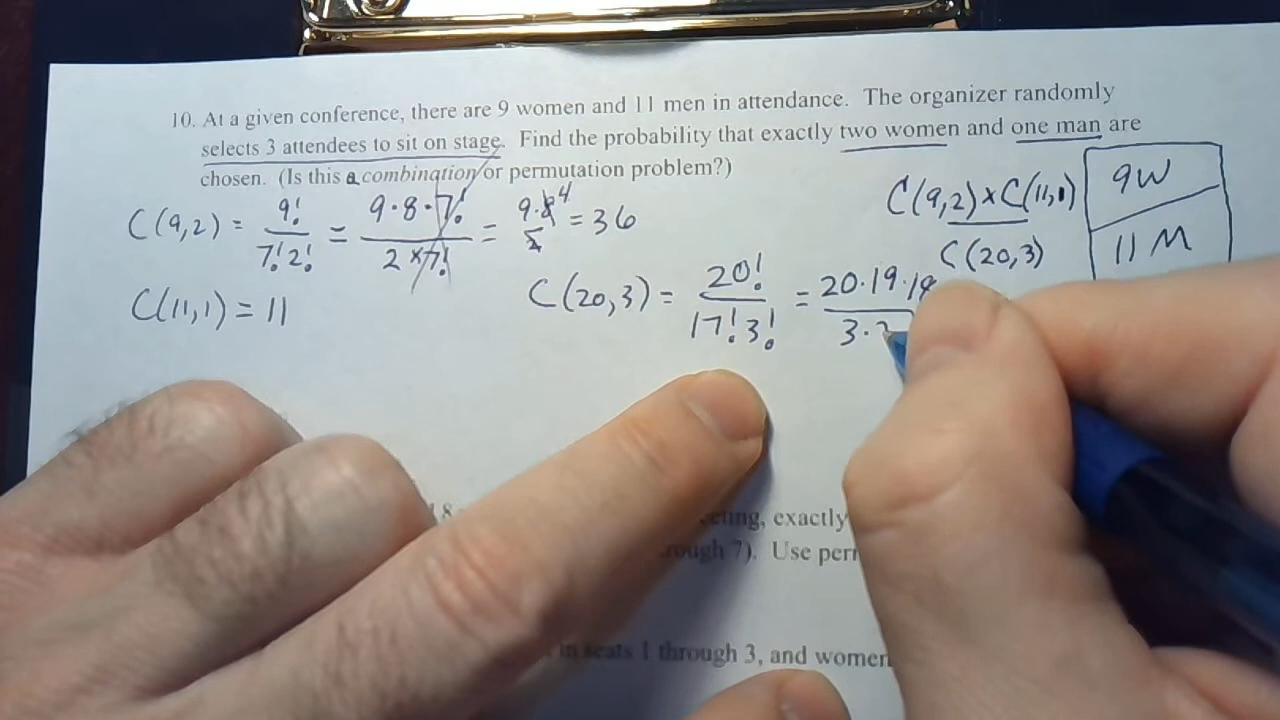 10. At a given conference, there are 9 women and 11 men in attendance. The organizer randomly
selects 3 attendees to sit on stage. Find the probability that exactly two women and one man are
chosen. (Is this a combination or permutation problem?)
C(9,2) = 9!/7!2! = 9·8·7!/2×7! = 9·8/2 4 = 36
C(9,2)×C(11,1)/C(20,3)
9W
11 M
C(11,1) = 11
C(20,3) = 20!/17!3! = 20·19·18/3·2
eting, exactly
rough 7). Use
in seats 1 through 3, and women